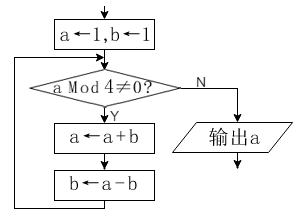 a←1,b←1
a Mod 4≠0?
N
Y
a←a+b
输出a
b←a-b